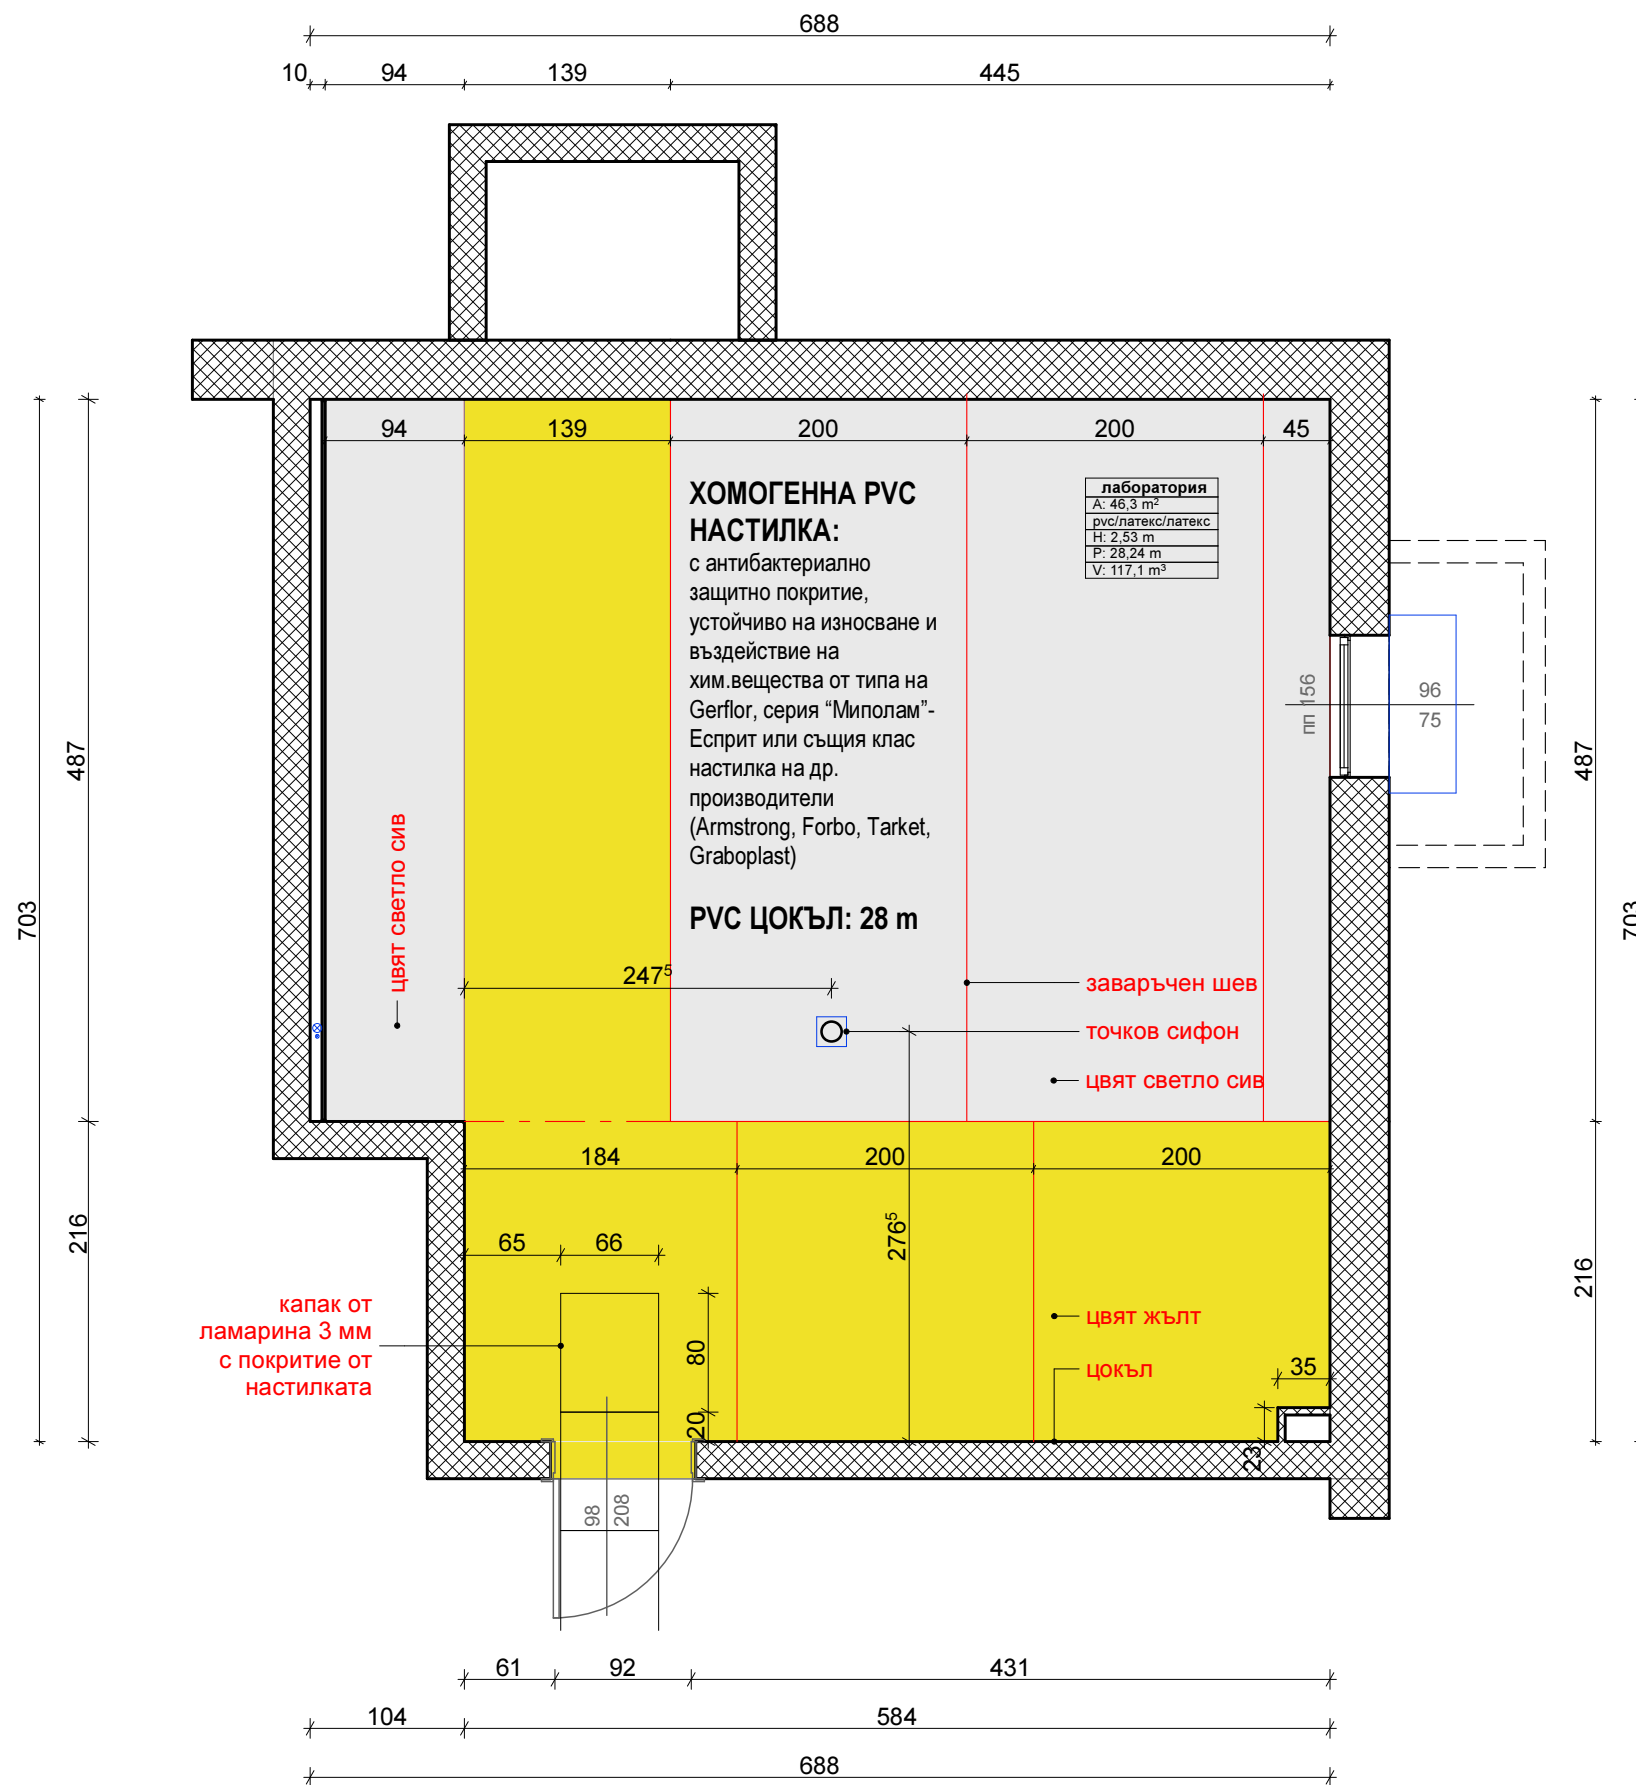 688
10 94 139 445
94 139 200 200 45
ХОМОГЕННА PVC
НАСТИЛКА:
с антибактериално
защитно покритие,
устойчиво на износване и
въздействие на
хим.вещества от типа на
Gerflor, серия “Миполам”-
Есприт или същия клас
настилка на др.
производители
(Armstrong, Forbo, Tarket,
Graboplast)
PVC ЦОКЪЛ: 28 m
лаборатория
A: 46,3 m²
pvc/латекс/латекс
H: 2,53 m
P: 28,24 m
V: 117,1 m³
пп 156
96
75
487
703
216
487
703
216
цвят светло сив
247⁵
заваръчен шев
точков сифон
цвят светло сив
184 200 200
276⁵
65 66
капак от
ламарина 3 мм
с покритие от
настилката
80
20
цвят жълт
цокъл
35
23
98
208
61 92 431
104 584
688